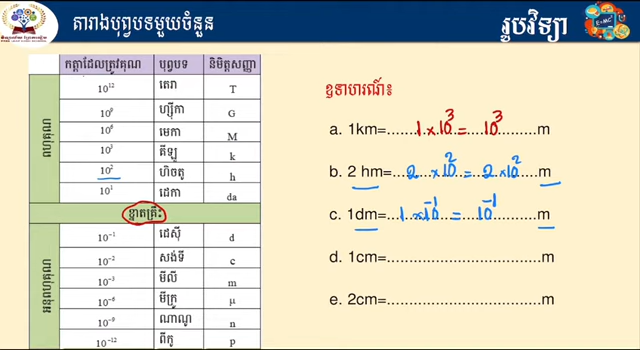 តារាងបុព្វបទមួយចំនួន
រូបវិទ្យា
E=MC²
កត្តាដែលត្រូវគុណ បុព្វបទ និមិត្តសញ្ញា
ពហុគុណ
10¹² តេរ៉ា T
10⁹ ហ្ស៊ីកា G
10⁶ មេកា M
10³ គីឡូ k
10² ហិចតូ h
10¹ ដេកា da
ខ្នាតគ្រឹះ
អនុពហុគុណ
10⁻¹ ដេស៊ី d
10⁻² សង់ទី c
10⁻³ មីលី m
10⁻⁶ មីក្រូ μ
10⁻⁹ ណាណូ n
10⁻¹² ពីកូ p
ឧទាហរណ៍៖
a. 1km=......1 × 10³ = 10³.........m
b. 2 hm=...2...×10² = 2 × 10²....m
c. 1dm=...1 × 10⁻¹ = 10⁻¹.........m
d. 1cm=....................................m
e. 2cm=....................................m